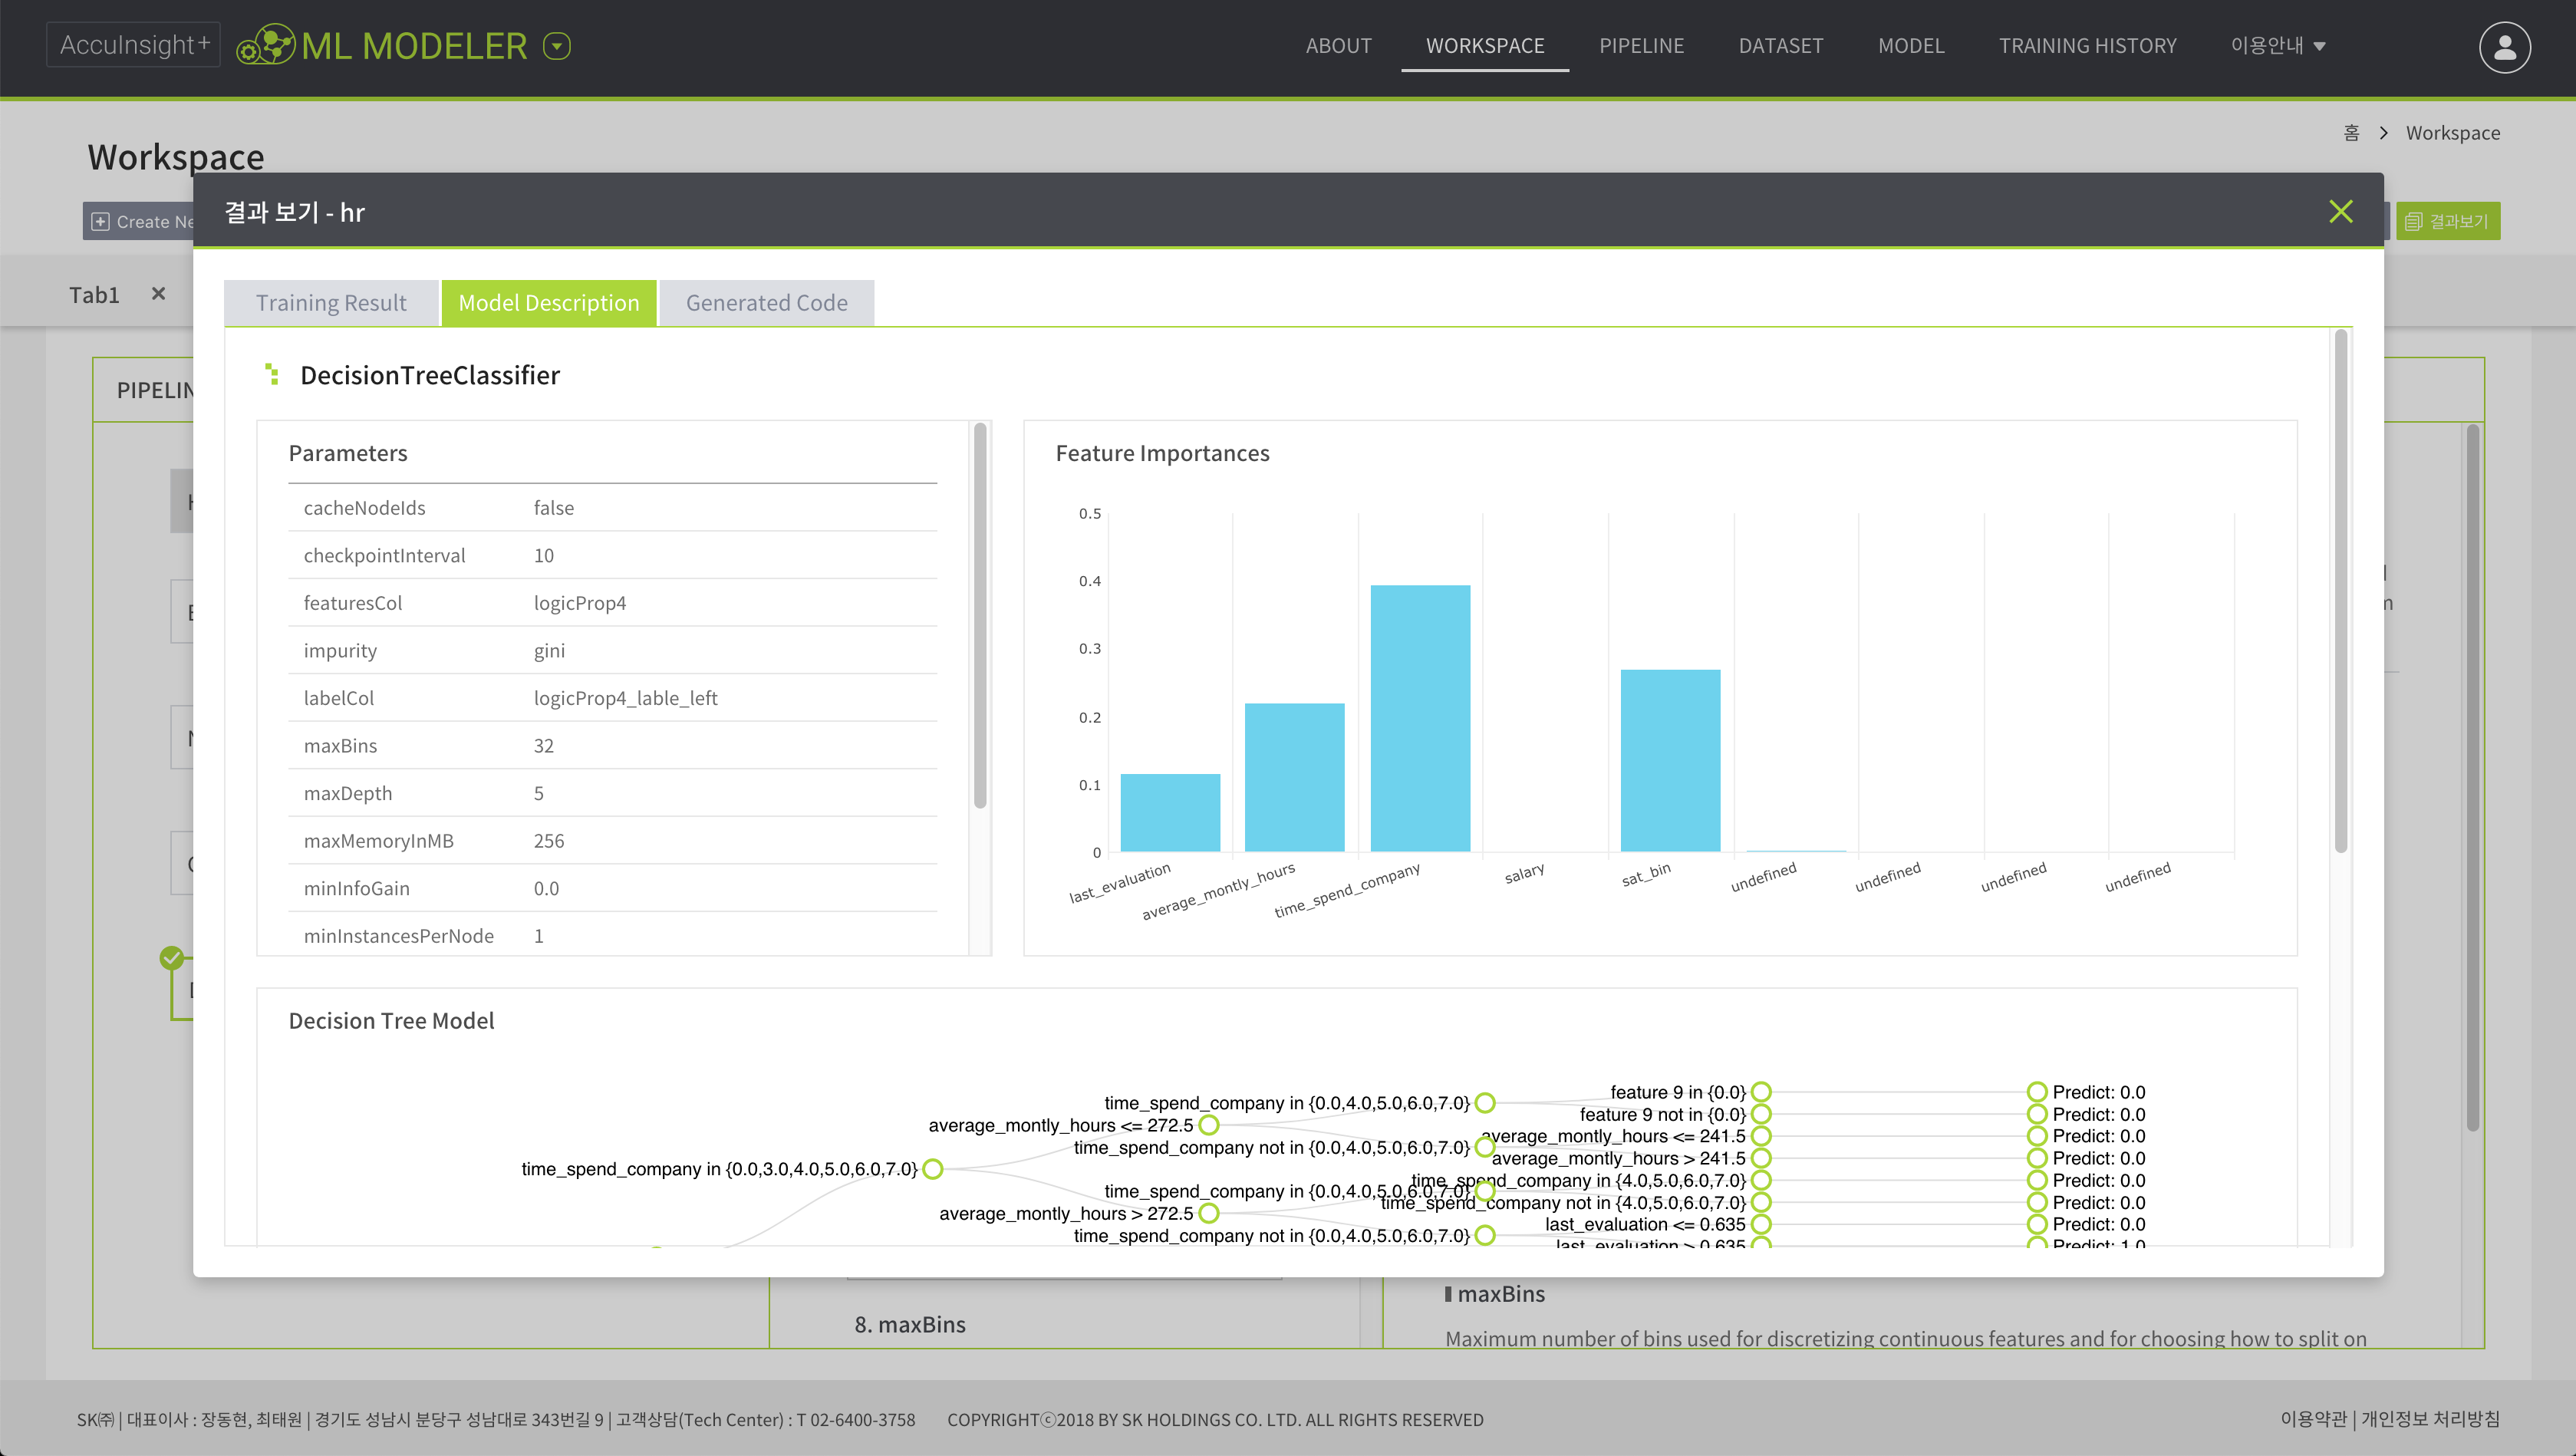 AccuInsight+ ML MODELER
ABOUT WORKSPACE PIPELINE DATASET MODEL TRAINING HISTORY 이용안내
홈 > Workspace
Workspace
Create Ne
결과보기
결과 보기 - hr
Tab1
Training Result Model Description Generated Code
PIPELIN
DecisionTreeClassifier
Parameters
cacheNodeIds false
checkpointInterval 10
featuresCol logicProp4
impurity gini
labelCol logicProp4_lable_left
maxBins 32
maxDepth 5
maxMemoryInMB 256
minInfoGain 0.0
minInstancesPerNode 1
Feature Importances
0.5
0.4
0.3
0.2
0.1
0
last_evaluation average_montly_hours time_spend_company salary sat_bin undefined undefined undefined undefined
Decision Tree Model
time_spend_company in {0.0,3.0,4.0,5.0,6.0,7.0}
average_montly_hours <= 272.5
average_montly_hours > 272.5
time_spend_company in {0.0,4.0,5.0,6.0,7.0}
time_spend_company not in {0.0,4.0,5.0,6.0,7.0}
time_spend_company in {0.0,4.0,5.0,6.0,7.0}
time_spend_company not in {0.0,4.0,5.0,6.0,7.0}
feature 9 in {0.0} Predict: 0.0
feature 9 not in {0.0} Predict: 0.0
average_montly_hours <= 241.5 Predict: 0.0
average_montly_hours > 241.5 Predict: 0.0
time_spend_company in {4.0,5.0,6.0,7.0} Predict: 0.0
time_spend_company not in {4.0,5.0,6.0,7.0} Predict: 0.0
last_evaluation <= 0.635 Predict: 0.0
last_evaluation > 0.635 Predict: 1.0
8. maxBins
maxBins
Maximum number of bins used for discretizing continuous features and for choosing how to split on
SK㈜ | 대표이사 : 장동현, 최태원 | 경기도 성남시 분당구 성남대로 343번길 9 | 고객상담(Tech Center) : T 02-6400-3758 COPYRIGHTⓒ2018 BY SK HOLDINGS CO. LTD. ALL RIGHTS RESERVED
이용약관 | 개인정보 처리방침